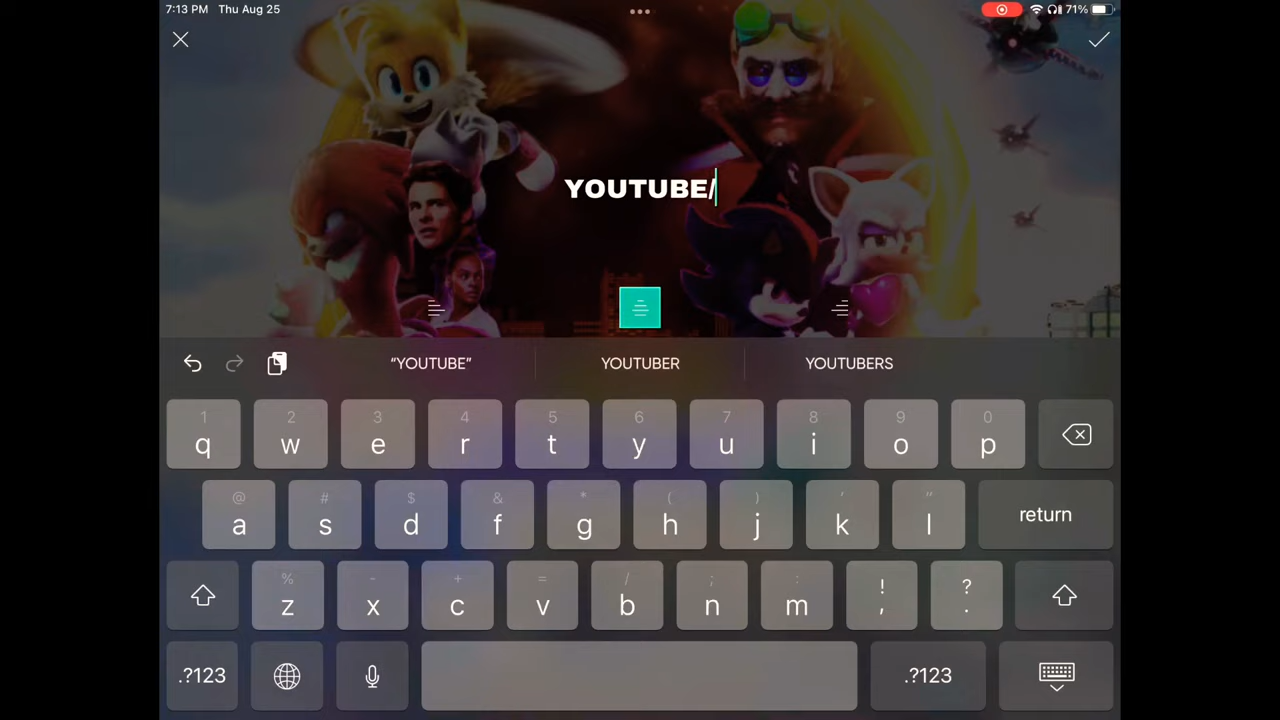 7:13 PM Thu Aug 25
71%
YOUTUBE/
“YOUTUBE” YOUTUBER YOUTUBERS
1 2 3 4 5 6 7 8 9 0
q w e r t y u i o p
@ # $ & * ( ) ' "
a s d f g h j k l return
% - + = / ; : ! ?
z x c v b n m , .
.?123 .?123